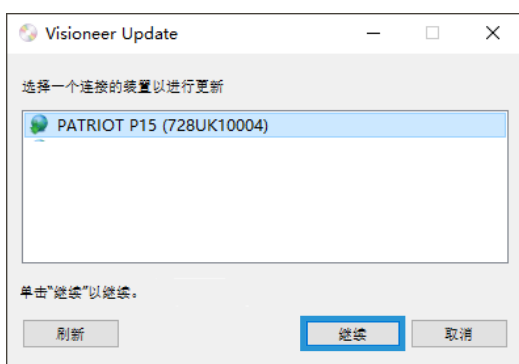 Visioneer Update
选择一个连接的装置以进行更新
PATRIOT P15 (728UK10004)
单击"继续"以继续。
刷新
继续
取消